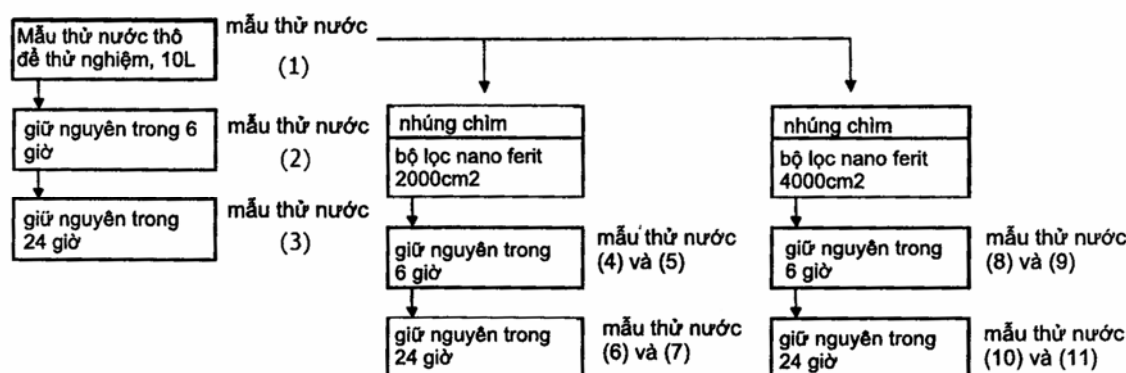 Mẫu thử nước thô
để thử nghiệm, 10L
mẫu thử nước
(1)
giữ nguyên trong 6
giờ
mẫu thử nước
(2)
giữ nguyên trong
24 giờ
mẫu thử nước
(3)
nhúng chìm
bộ lọc nano ferit
2000cm2
giữ nguyên trong
6 giờ
mẫu thử nước
(4) và (5)
giữ nguyên trong
24 giờ
mẫu thử nước
(6) và (7)
nhúng chìm
bộ lọc nano ferit
4000cm2
giữ nguyên trong
6 giờ
mẫu thử nước
(8) và (9)
giữ nguyên trong
24 giờ
mẫu thử nước
(10) và (11)